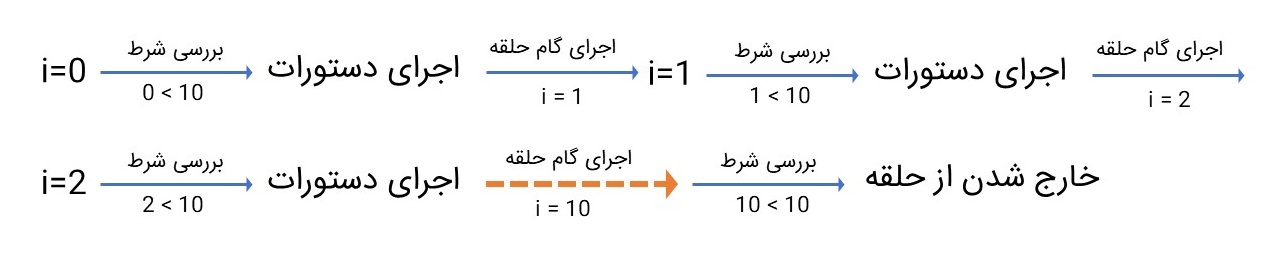 i=0 بررسی شرط 0 < 10 اجرای دستورات اجرای گام حلقه i = 1 i=1 بررسی شرط 1 < 10 اجرای دستورات اجرای گام حلقه i = 2
i=2 بررسی شرط 2 < 10 اجرای دستورات اجرای گام حلقه i = 10 بررسی شرط 10 < 10 خارج شدن از حلقه